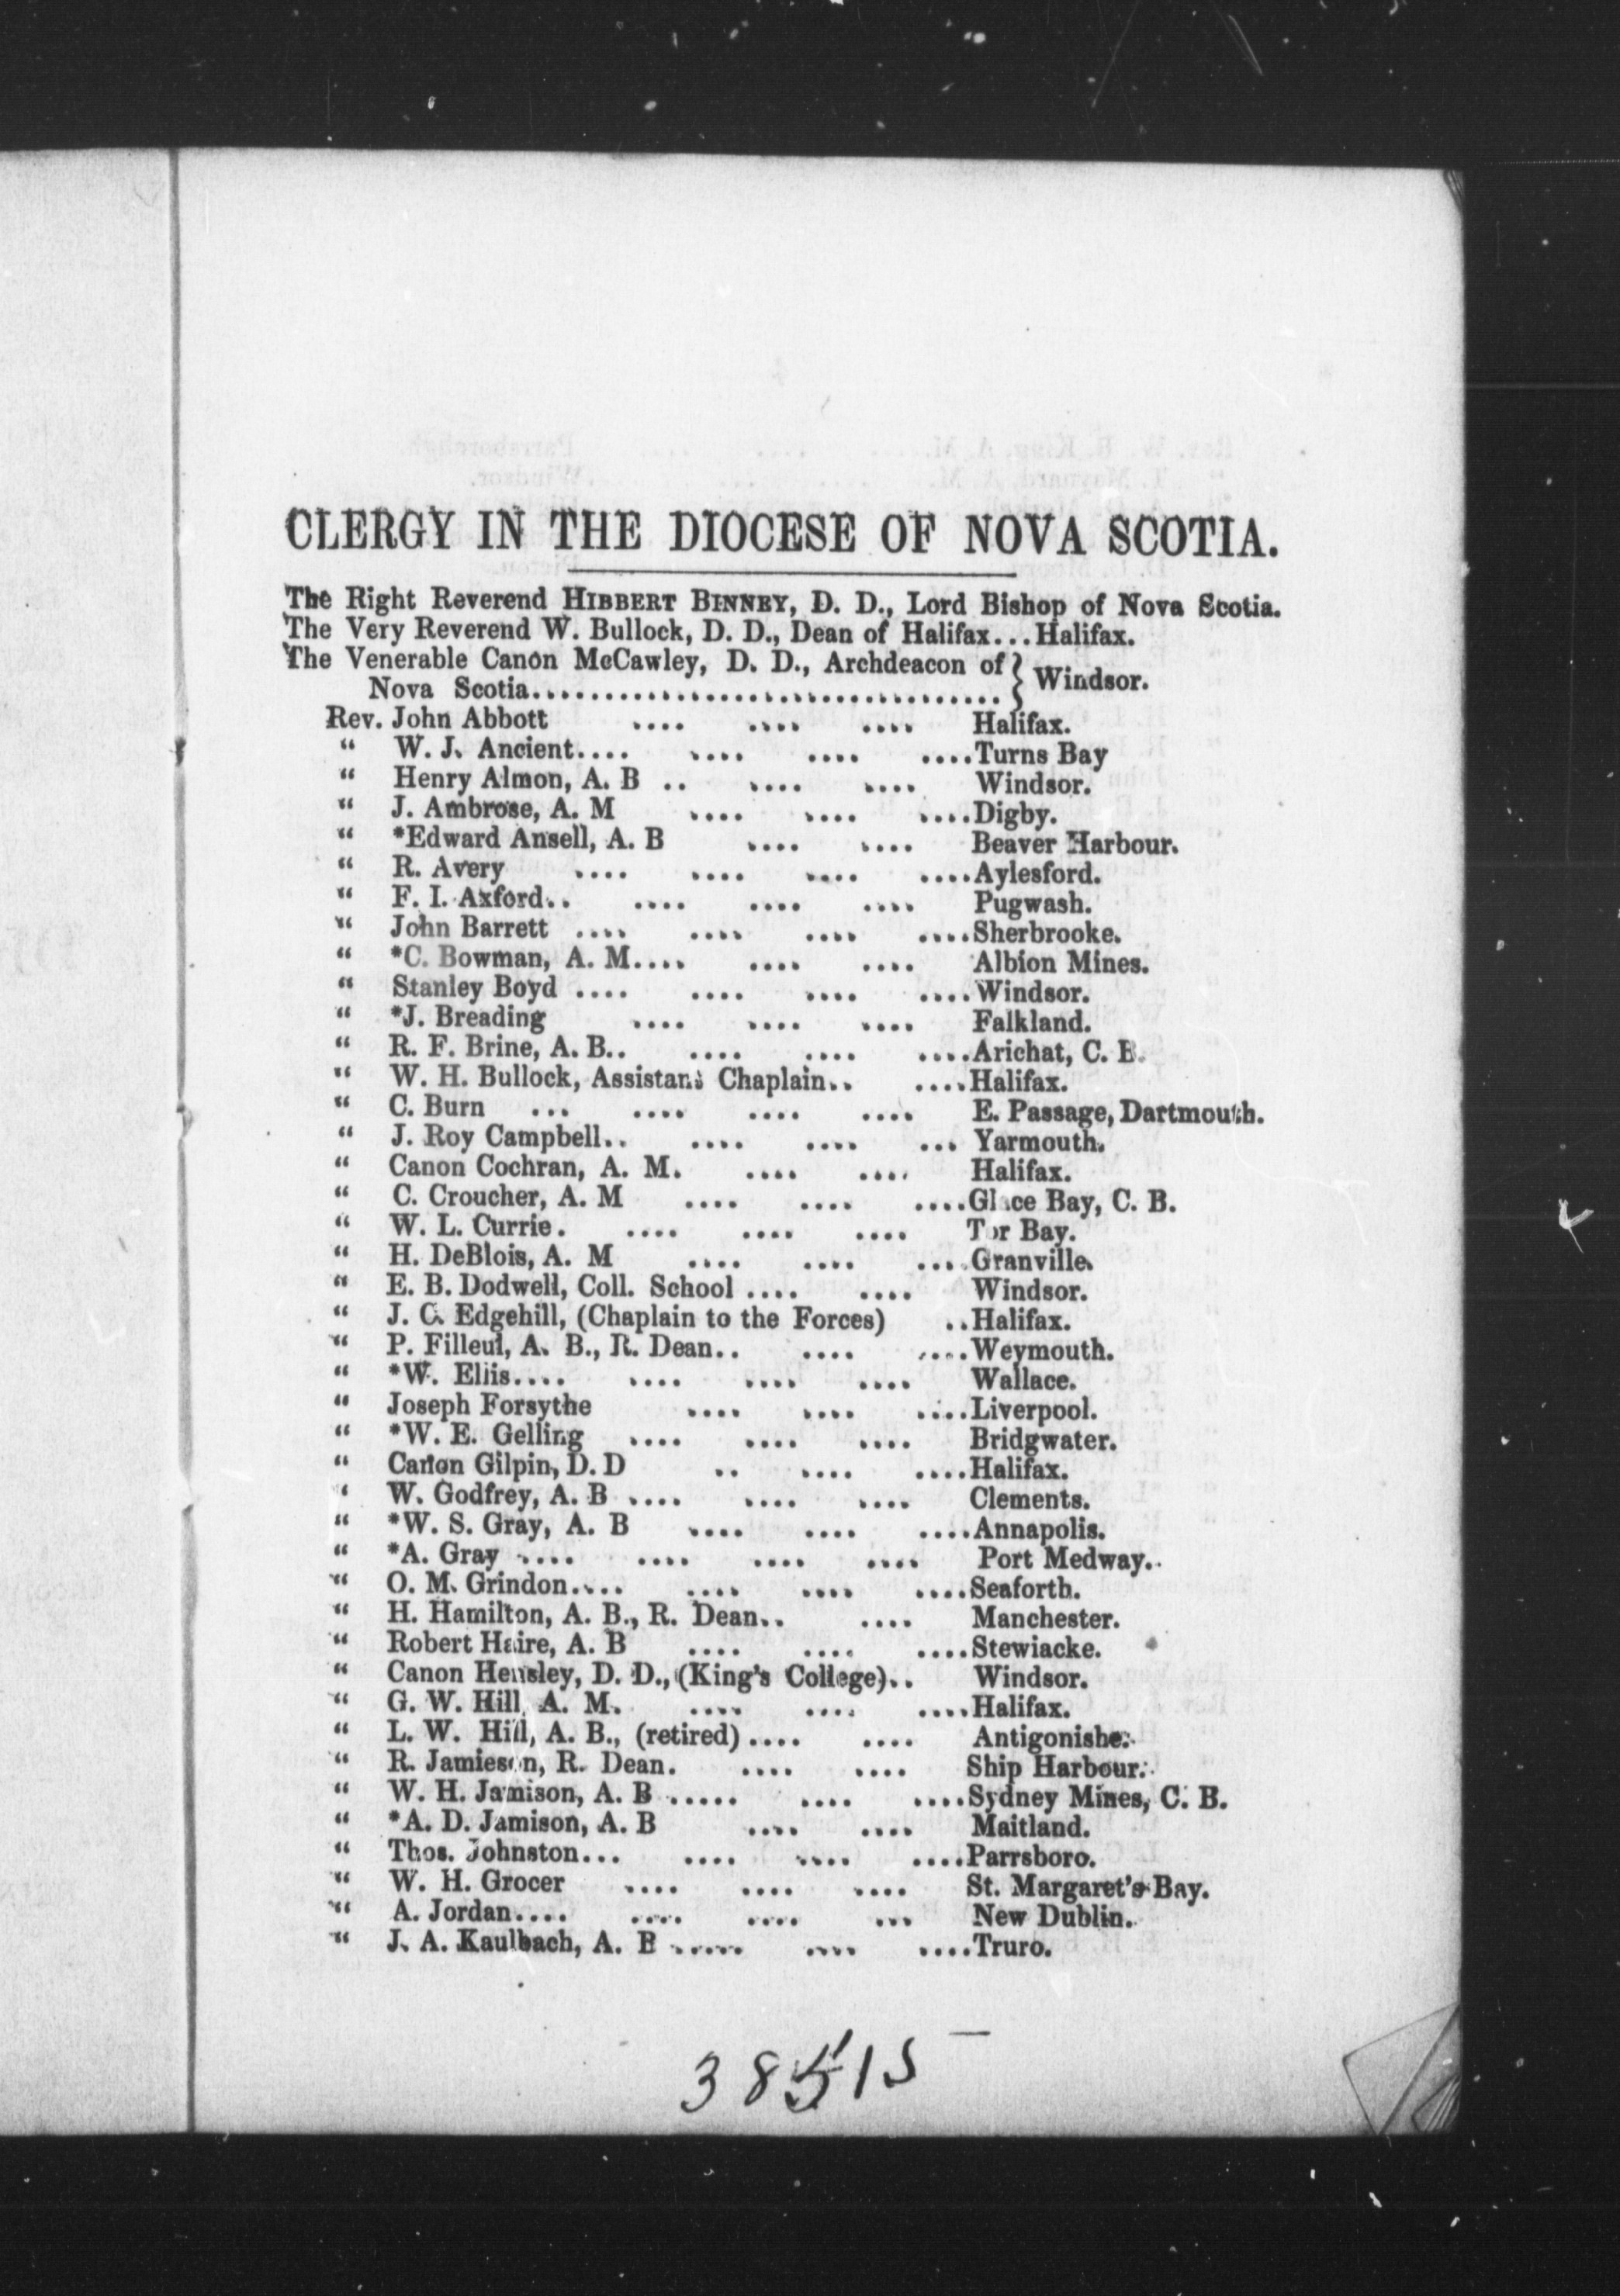 CLERGY IN THE DIOCESE OF NOVA SCOTIA.
The Right Reverend HIBBERT BINNEY, D. D., Lord Bishop of Nova Scotia.
The Very Reverend W. Bullock, D. D., Dean of Halifax...Halifax.
The Venerable Canon McCawley, D. D., Archdeacon of } Windsor.
Nova Scotia................................
Rev. John Abbott .... .... .... Halifax.
" W. J. Ancient.... .... .... ....Turns Bay
" Henry Almon, A. B .. .... .... Windsor.
" J. Ambrose, A. M .... .... ....Digby.
" *Edward Ansell, A. B .... .... Beaver Harbour.
" R. Avery .... .... .... ....Aylesford.
" F. I. Axford.. .... .... .... Pugwash.
" John Barrett .... .... .... ....Sherbrooke.
" *C. Bowman, A. M.... .... .... Albion Mines.
" Stanley Boyd .... .... .... ....Windsor.
" *J. Breading .... .... .... Falkland.
" R. F. Brine, A. B.. .... .... ....Arichat, C. B.
" W. H. Bullock, Assistant Chaplain.. ....Halifax.
" C. Burn ... .... .... .... E. Passage, Dartmouth.
" J. Roy Campbell.. .... .... ... Yarmouth.
" Canon Cochran, A. M. .... .... Halifax.
" C. Croucher, A. M .... .... ....Glace Bay, C. B.
" W. L. Currie. .... .... .... Tor Bay.
" H. DeBlois, A. M .... .... ....Granville.
" E. B. Dodwell, Coll. School .... .... Windsor.
" J. C. Edgehill, (Chaplain to the Forces) ..Halifax.
" P. Filleul, A. B., R. Dean.. .... ....Weymouth.
" *W. Ellis.... .... .... .... Wallace.
" Joseph Forsythe .... .... ....Liverpool.
" *W. E. Gelling .... .... .... Bridgwater.
" Canon Gilpin, D. D .. .... ....Halifax.
" W. Godfrey, A. B .... .... .... Clements.
" *W. S. Gray, A. B .... .... ....Annapolis.
" *A. Gray .... .... .... .... Port Medway.
" O. M. Grindon.... .... .... ....Seaforth.
" H. Hamilton, A. B., R. Dean.. .... Manchester.
" Robert Haire, A. B .... .... ....Stewiacke.
" Canon Hensley, D. D., (King's College).. Windsor.
" G. W. Hill, A. M. .... .... ....Halifax.
" L. W. Hill, A. B., (retired).... .... Antigonishe.
" R. Jamieson, R. Dean. .... .... Ship Harbour.
" W. H. Jamison, A. B ..... .... ....Sydney Mines, C. B.
" *A. D. Jamison, A. B .... .... Maitland.
" Thos. Johnston... .... .... ....Parrsboro.
" W. H. Grocer .... .... .... St. Margaret's Bay.
" A. Jordan.... .... .... ... New Dublin.
" J. A. Kaulbach, A. B ..... .... ....Truro.
38515